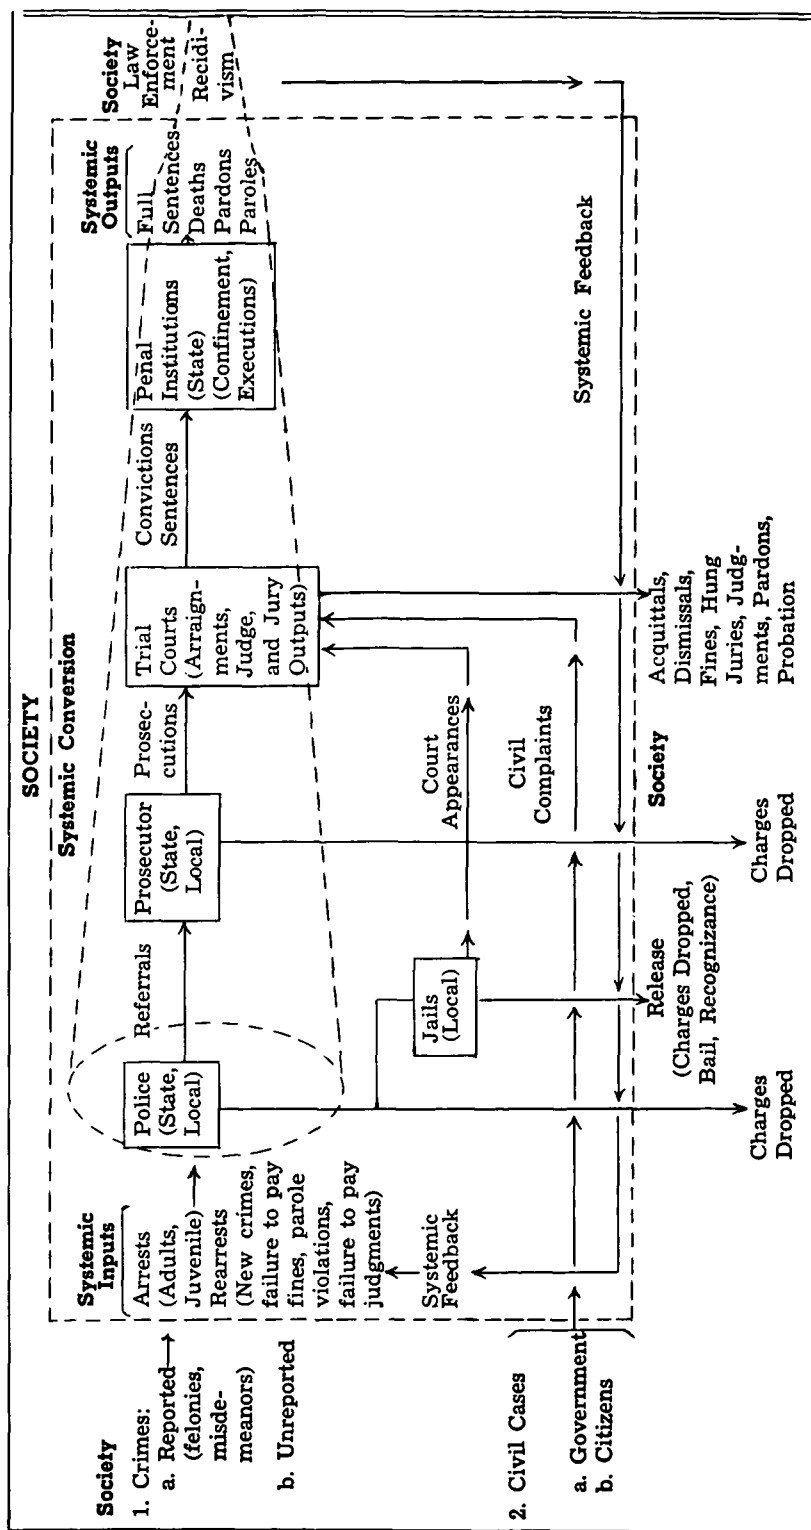 SOCIETY
Systemic Conversion
Society
1. Crimes:
a. Reported
(felonies,
misde-
meanors)
b. Unreported
2. Civil Cases
a. Government
b. Citizens
Systemic
Inputs
Arrests
(Adults,
Juvenile)
Rearrests
(New crimes,
failure to pay
fines, parole
violations,
failure to pay
judgments)
Systemic
Feedback
Police
(State,
Local)
Referrals
Prosecutor
(State,
Local)
Prosec-
cutions
Trial
Courts
(Arraign-
ments,
Judge,
and Jury
Outputs)
Convictions
Sentences
Penal
Institutions
(State)
(Confinement,
Executions)
Systemic
Outputs
Full
Sentences
Deaths
Pardons
Paroles
Society
Law
Enforce-
ment
Recidi-
vism
Jails
(Local)
Court
Appearances
Civil
Complaints
Systemic Feedback
Charges
Dropped
Release
(Charges Dropped,
Bail, Recognizance)
Society
Charges
Dropped
Acquittals,
Dismissals,
Fines, Hung
Juries, Judg-
ments, Pardons,
Probation